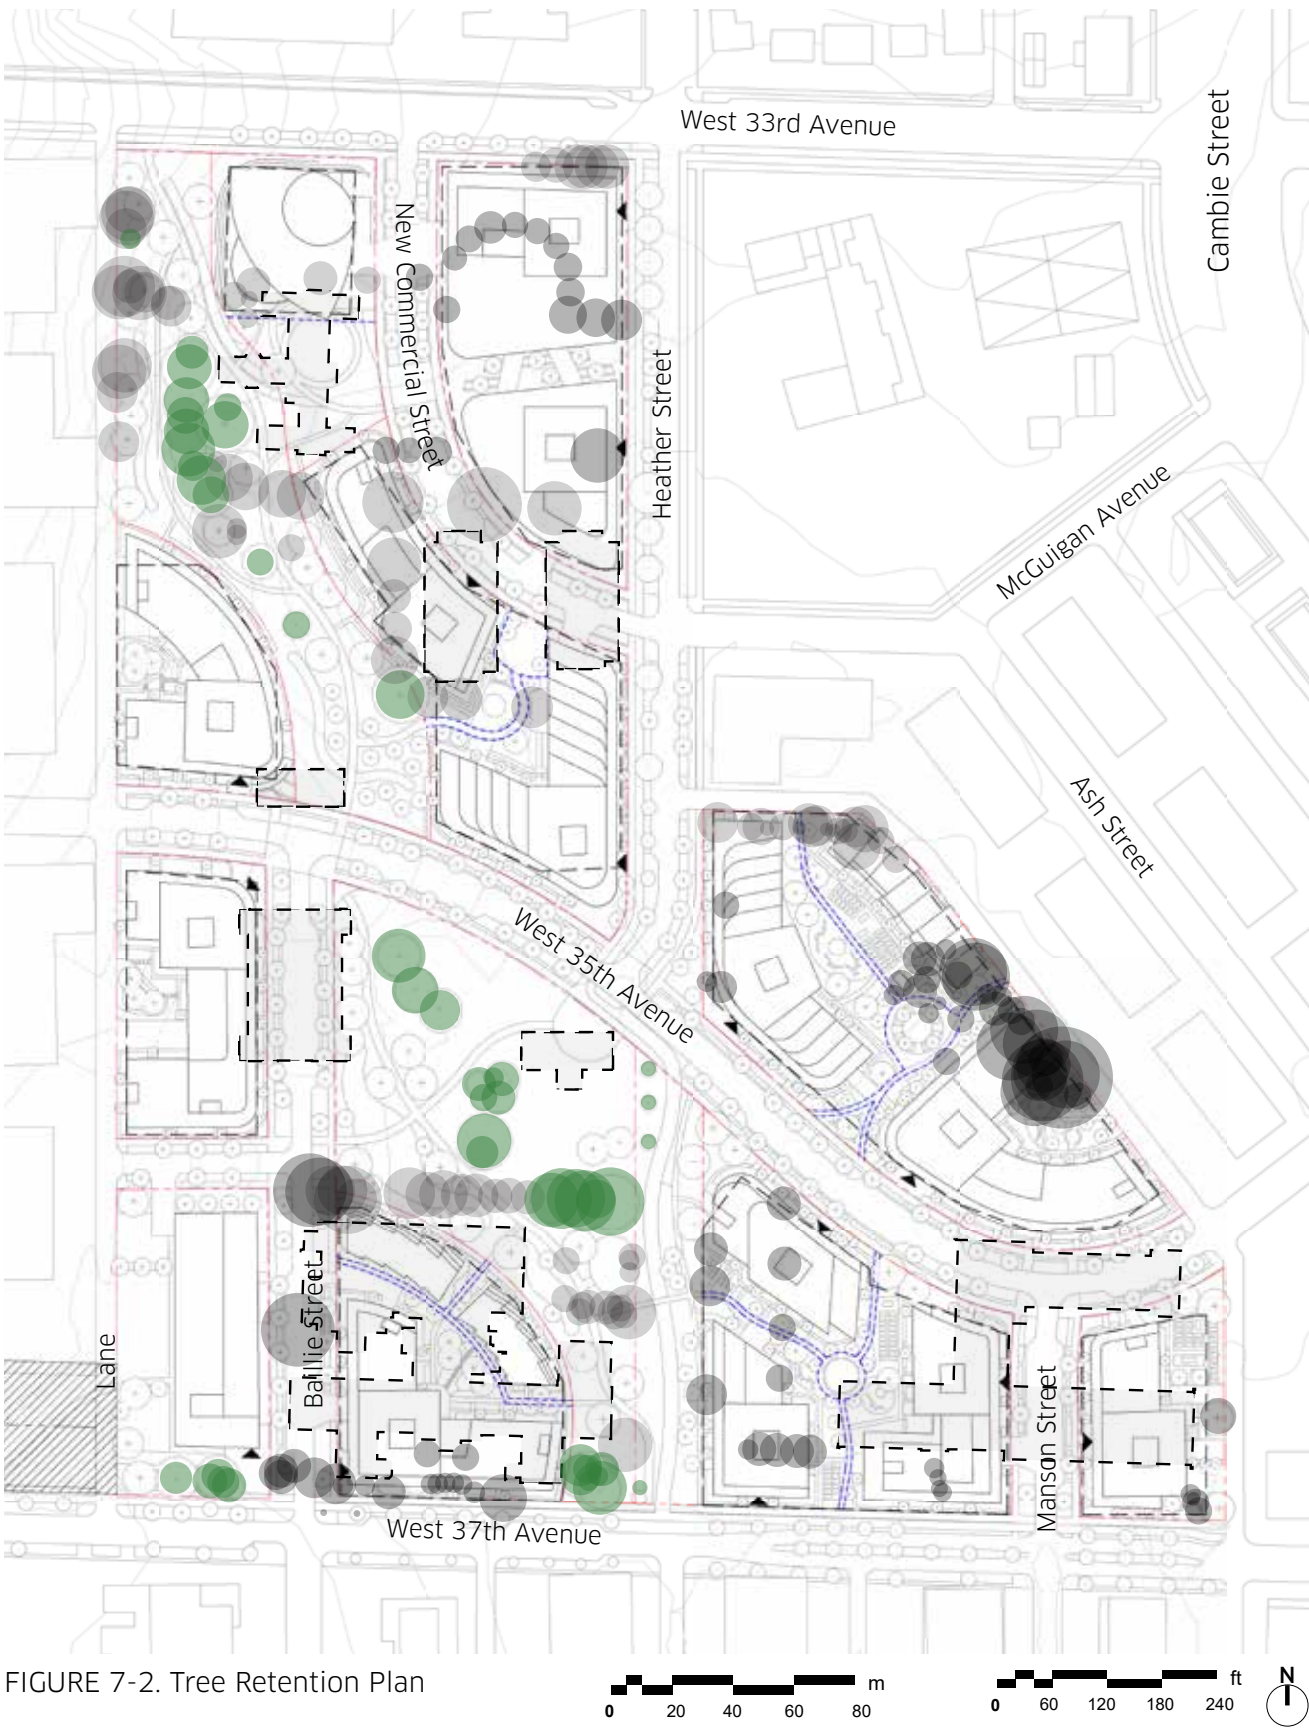 West 33rd Avenue
Cambie Street
New Commercial Street
Heather Street
McGuigan Avenue
Ash Street
West 35th Avenue
Lane
Baillie Street
Manson Street
West 37th Avenue
FIGURE 7-2. Tree Retention Plan
0 20 40 60 80 m
0 60 120 180 240 ft
N